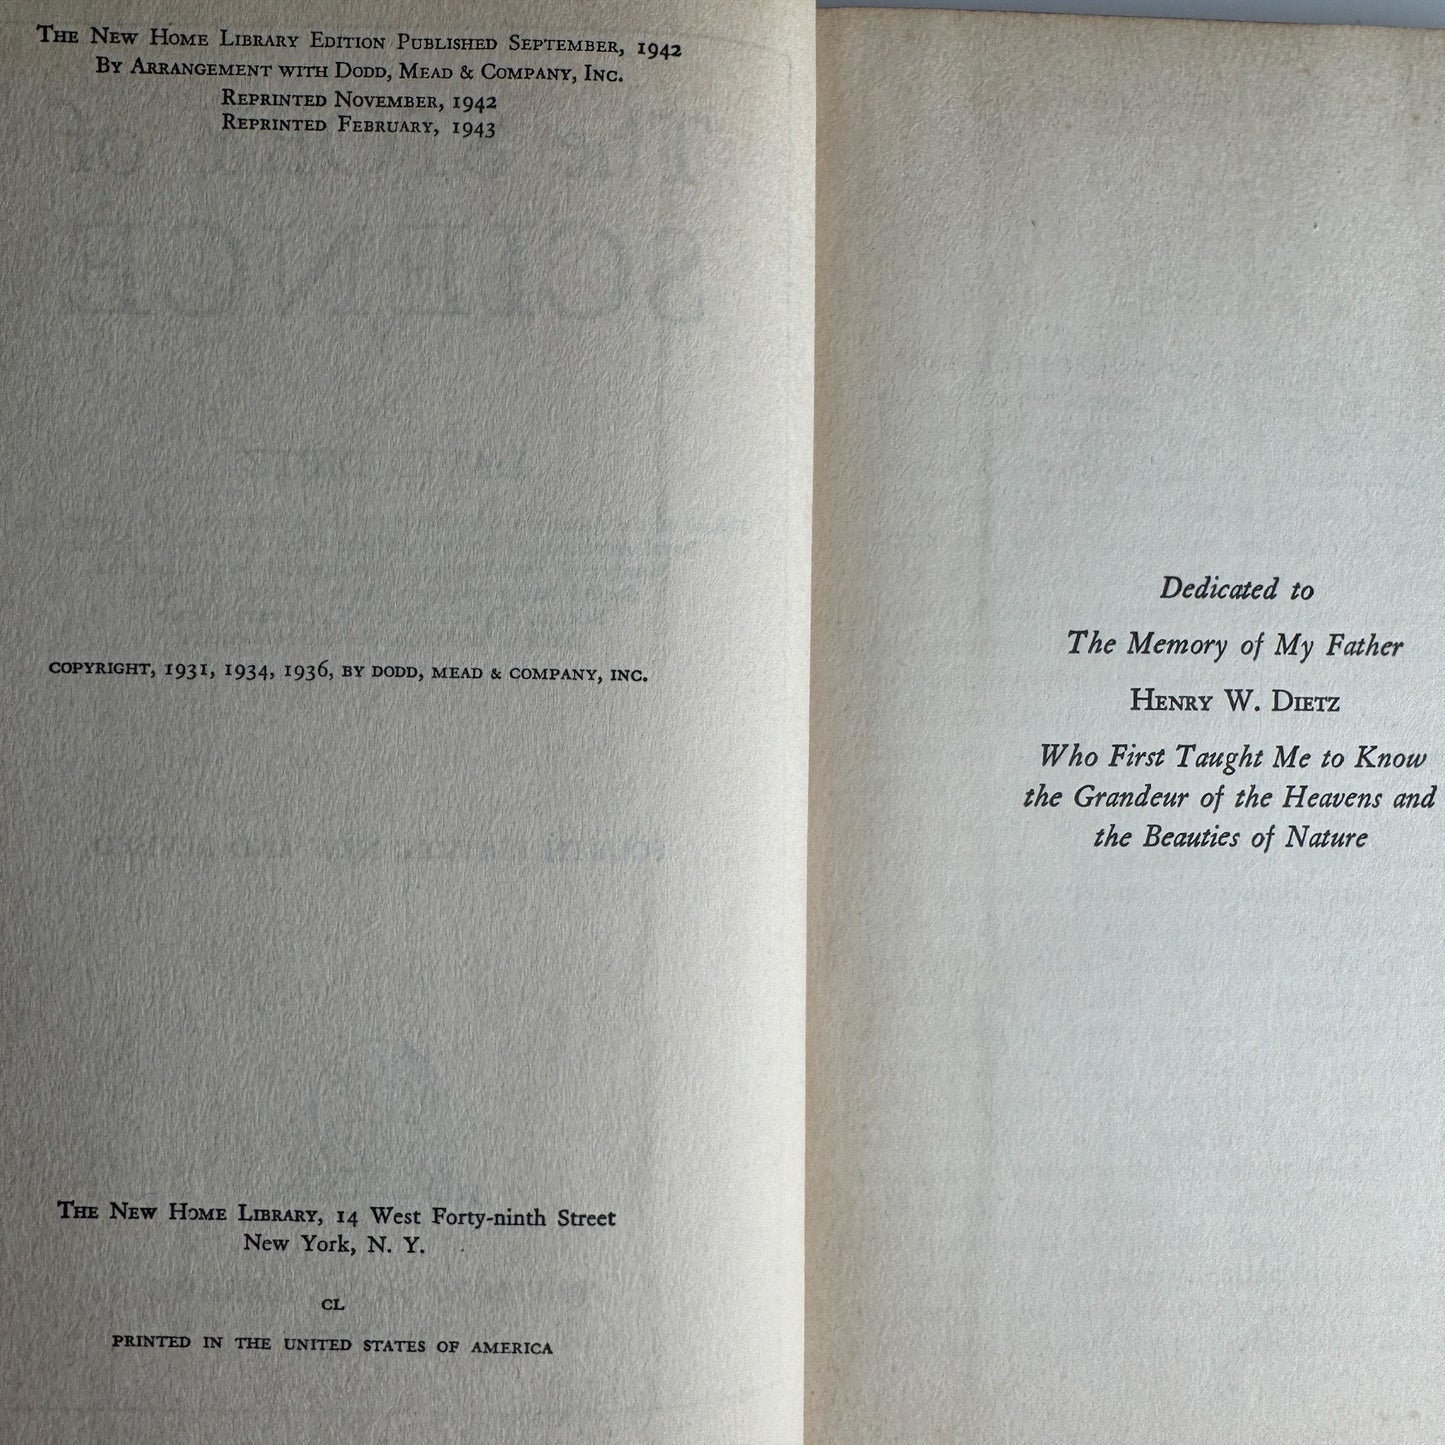 The New Home Library Edition Published September, 1942
By Arrangement with Dodd, Mead & Company, Inc.
Reprinted November, 1942
Reprinted February, 1943
COPYRIGHT, 1931, 1934, 1936, BY DODD, MEAD & COMPANY, INC.
The New Home Library, 14 West Forty-ninth Street
New York, N. Y.
CL
PRINTED IN THE UNITED STATES OF AMERICA
Dedicated to
The Memory of My Father
Henry W. Dietz
Who First Taught Me to Know
the Grandeur of the Heavens and
the Beauties of Nature